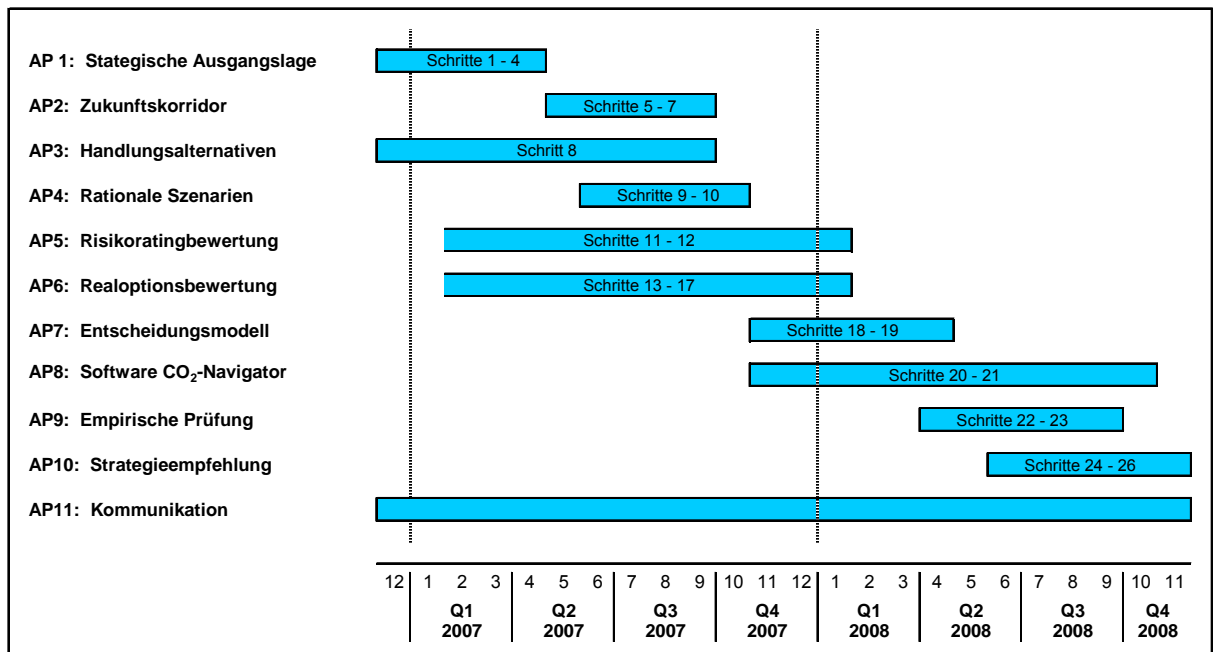 AP 1: Stategische Ausgangslage Schritte 1 - 4
AP2: Zukunftskorridor Schritte 5 - 7
AP3: Handlungsalternativen Schritt 8
AP4: Rationale Szenarien Schritte 9 - 10
AP5: Risikoratingbewertung Schritte 11 - 12
AP6: Realoptionsbewertung Schritte 13 - 17
AP7: Entscheidungsmodell Schritte 18 - 19
AP8: Software CO₂-Navigator Schritte 20 - 21
AP9: Empirische Prüfung Schritte 22 - 23
AP10: Strategieempfehlung Schritte 24 - 26
AP11: Kommunikation
12 1 2 3 4 5 6 7 8 9 10 11 12 1 2 3 4 5 6 7 8 9 10 11
Q1 Q2 Q3 Q4 Q1 Q2 Q3 Q4
2007 2007 2007 2007 2008 2008 2008 2008